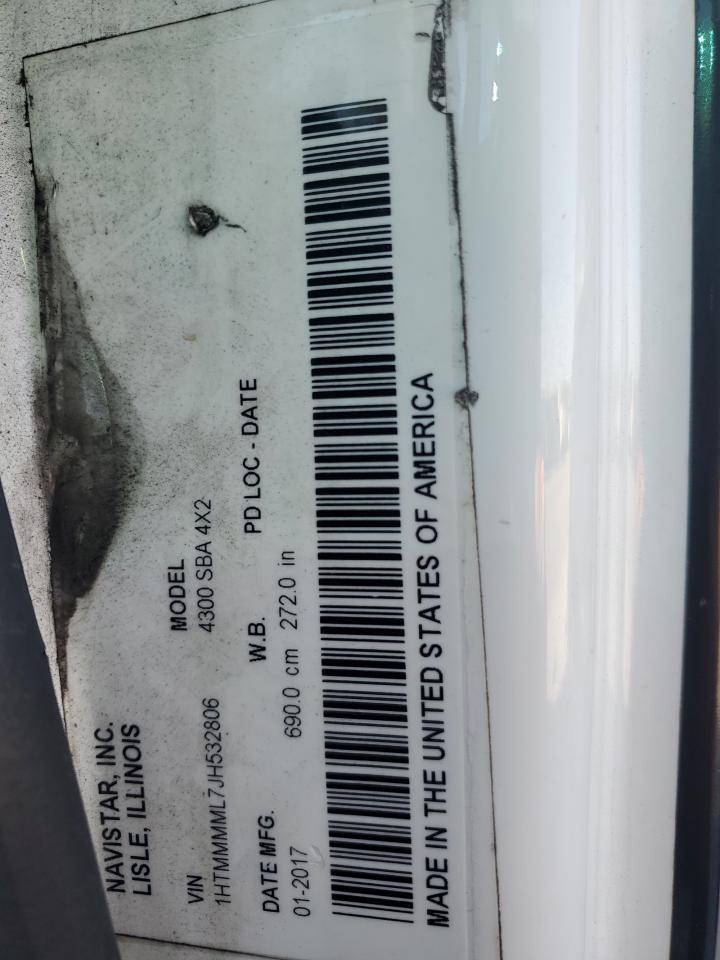 NAVISTAR, INC.
LISLE, ILLINOIS
VIN MODEL
1HTMMMML7JH532806 4300 SBA 4X2
DATE MFG. W.B. PD LOC - DATE
01-2017 690.0 cm 272.0 in
MADE IN THE UNITED STATES OF AMERICA